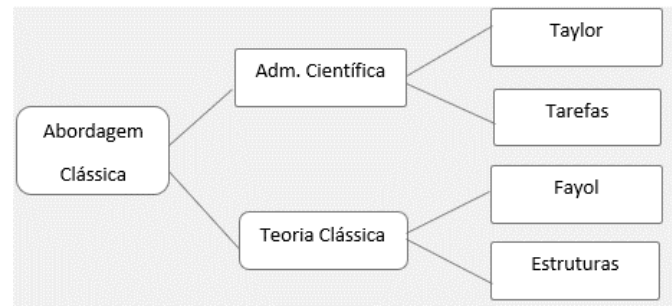 Abordagem
Clássica
Adm. Científica
Teoria Clássica
Taylor
Tarefas
Fayol
Estruturas